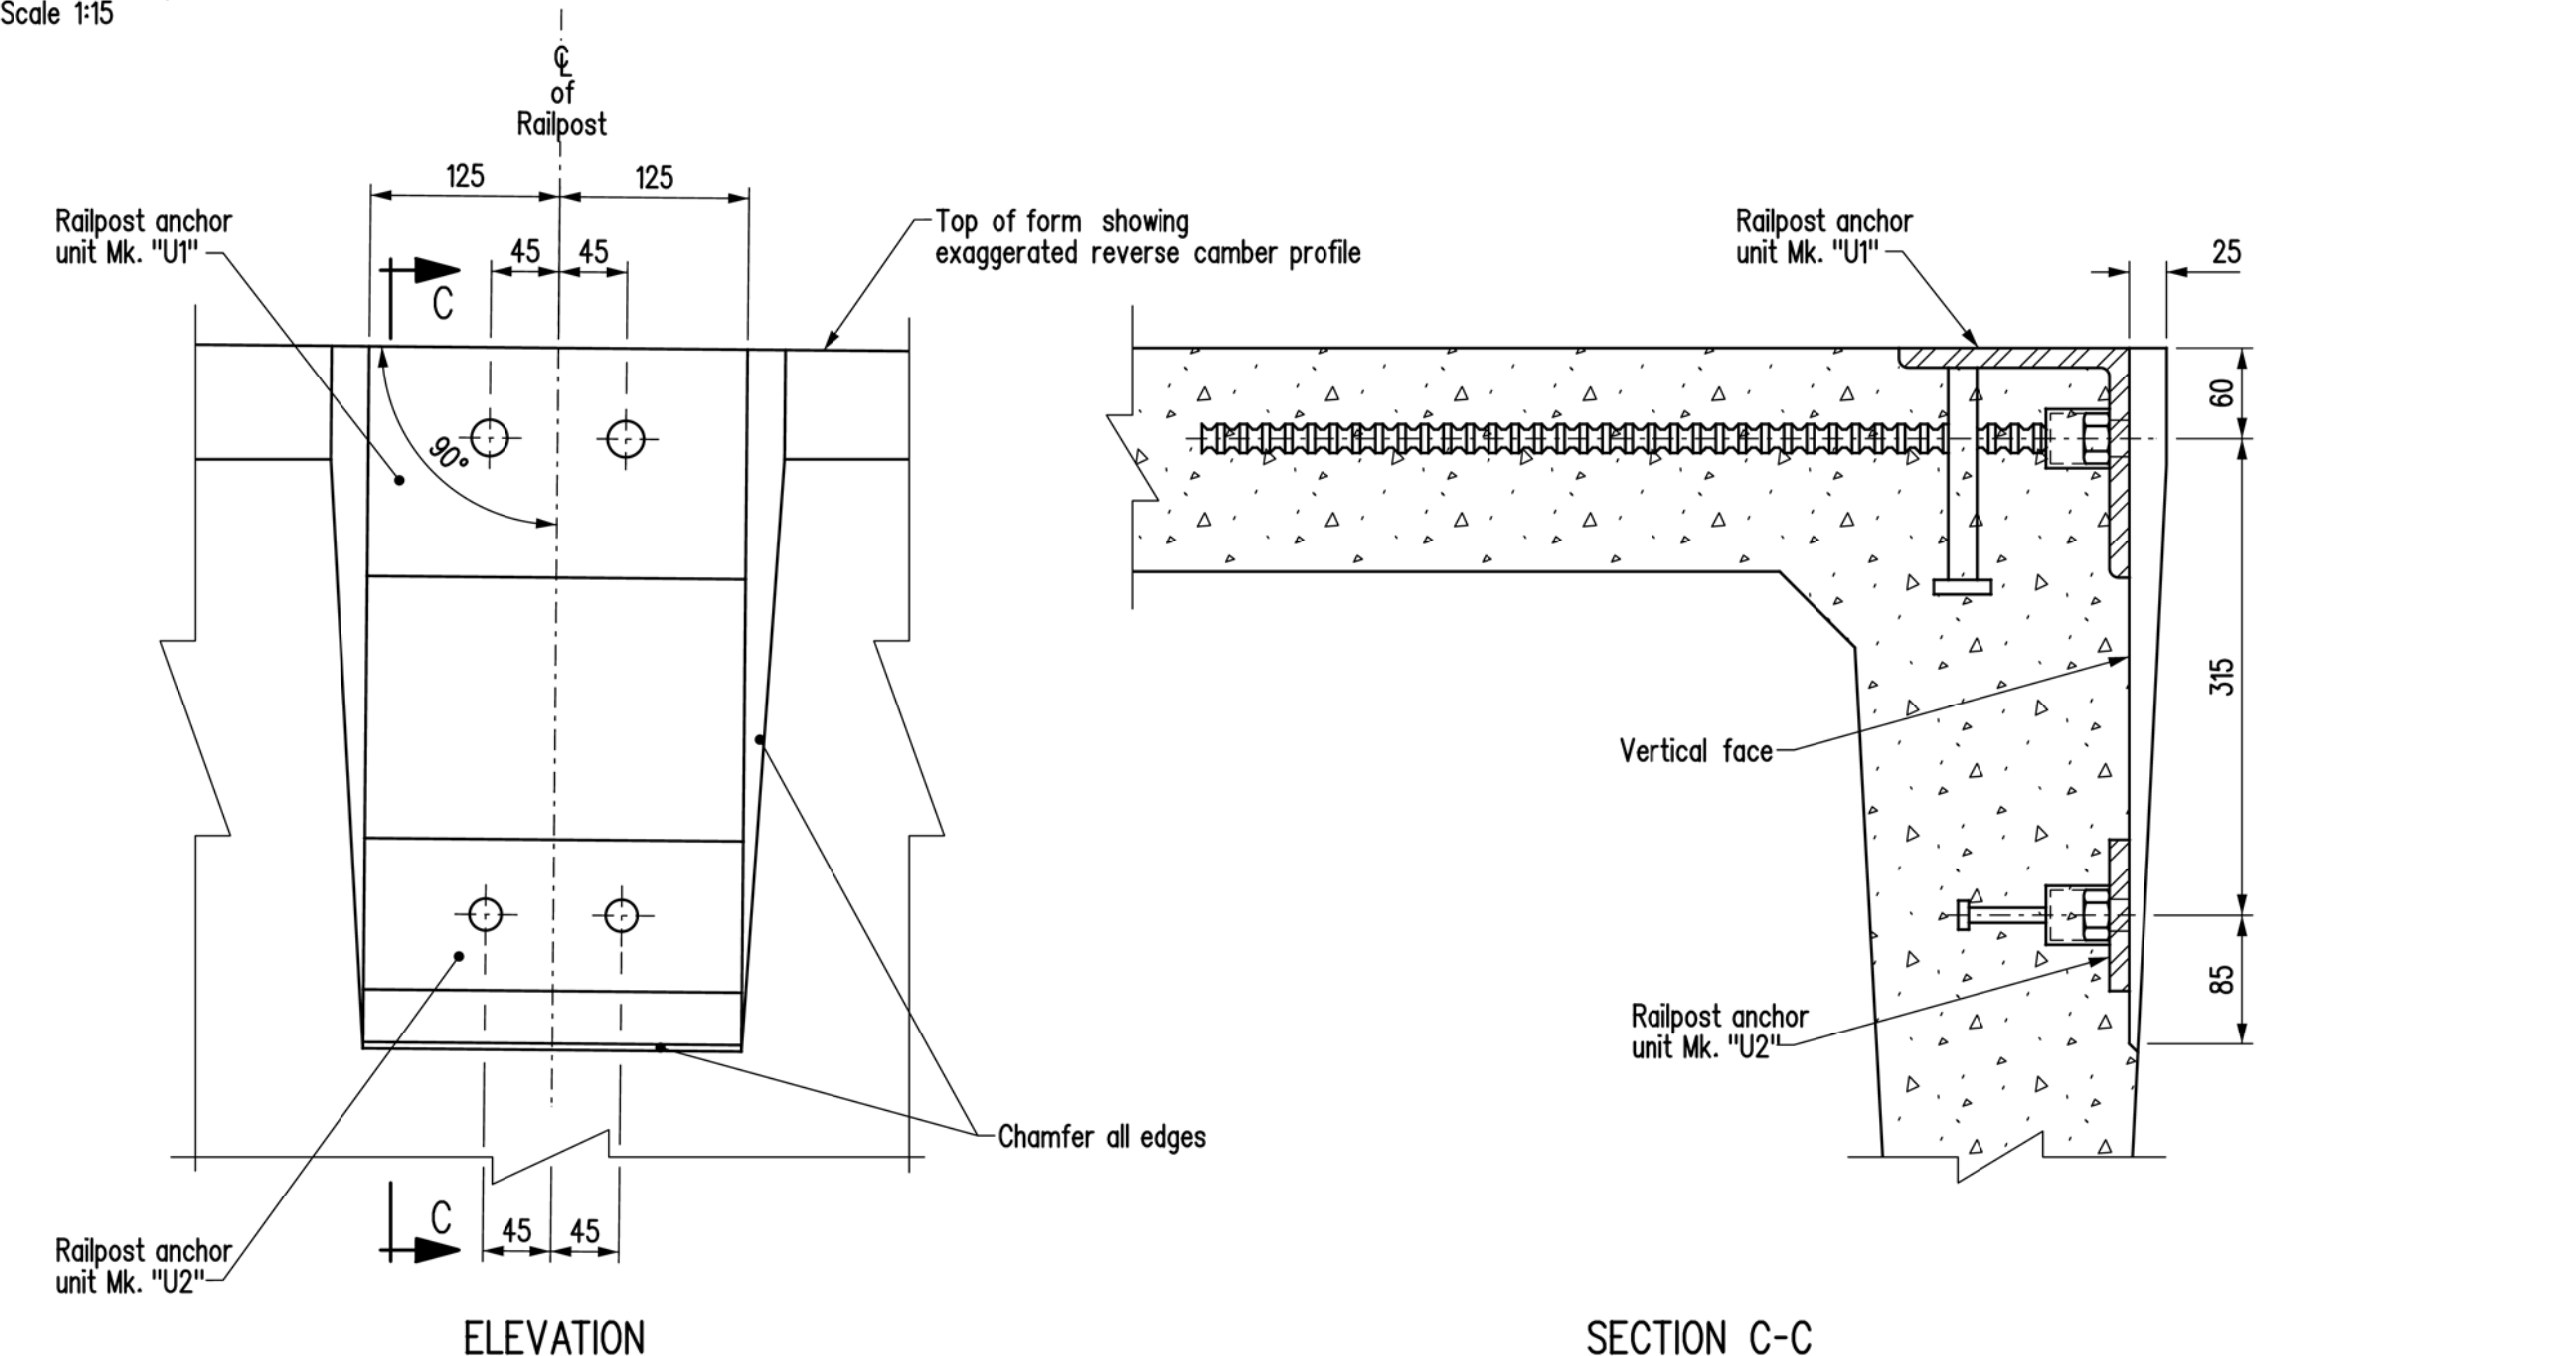 Scale 1:15
℄
of
Railpost
125
125
Railpost anchor
unit Mk. "U1"
45
45
C
Top of form showing
exaggerated reverse camber profile
90°
Chamfer all edges
C
45
45
Railpost anchor
unit Mk. "U2"
ELEVATION
Railpost anchor
unit Mk. "U1"
25
60
315
Vertical face
85
Railpost anchor
unit Mk. "U2"
SECTION C-C